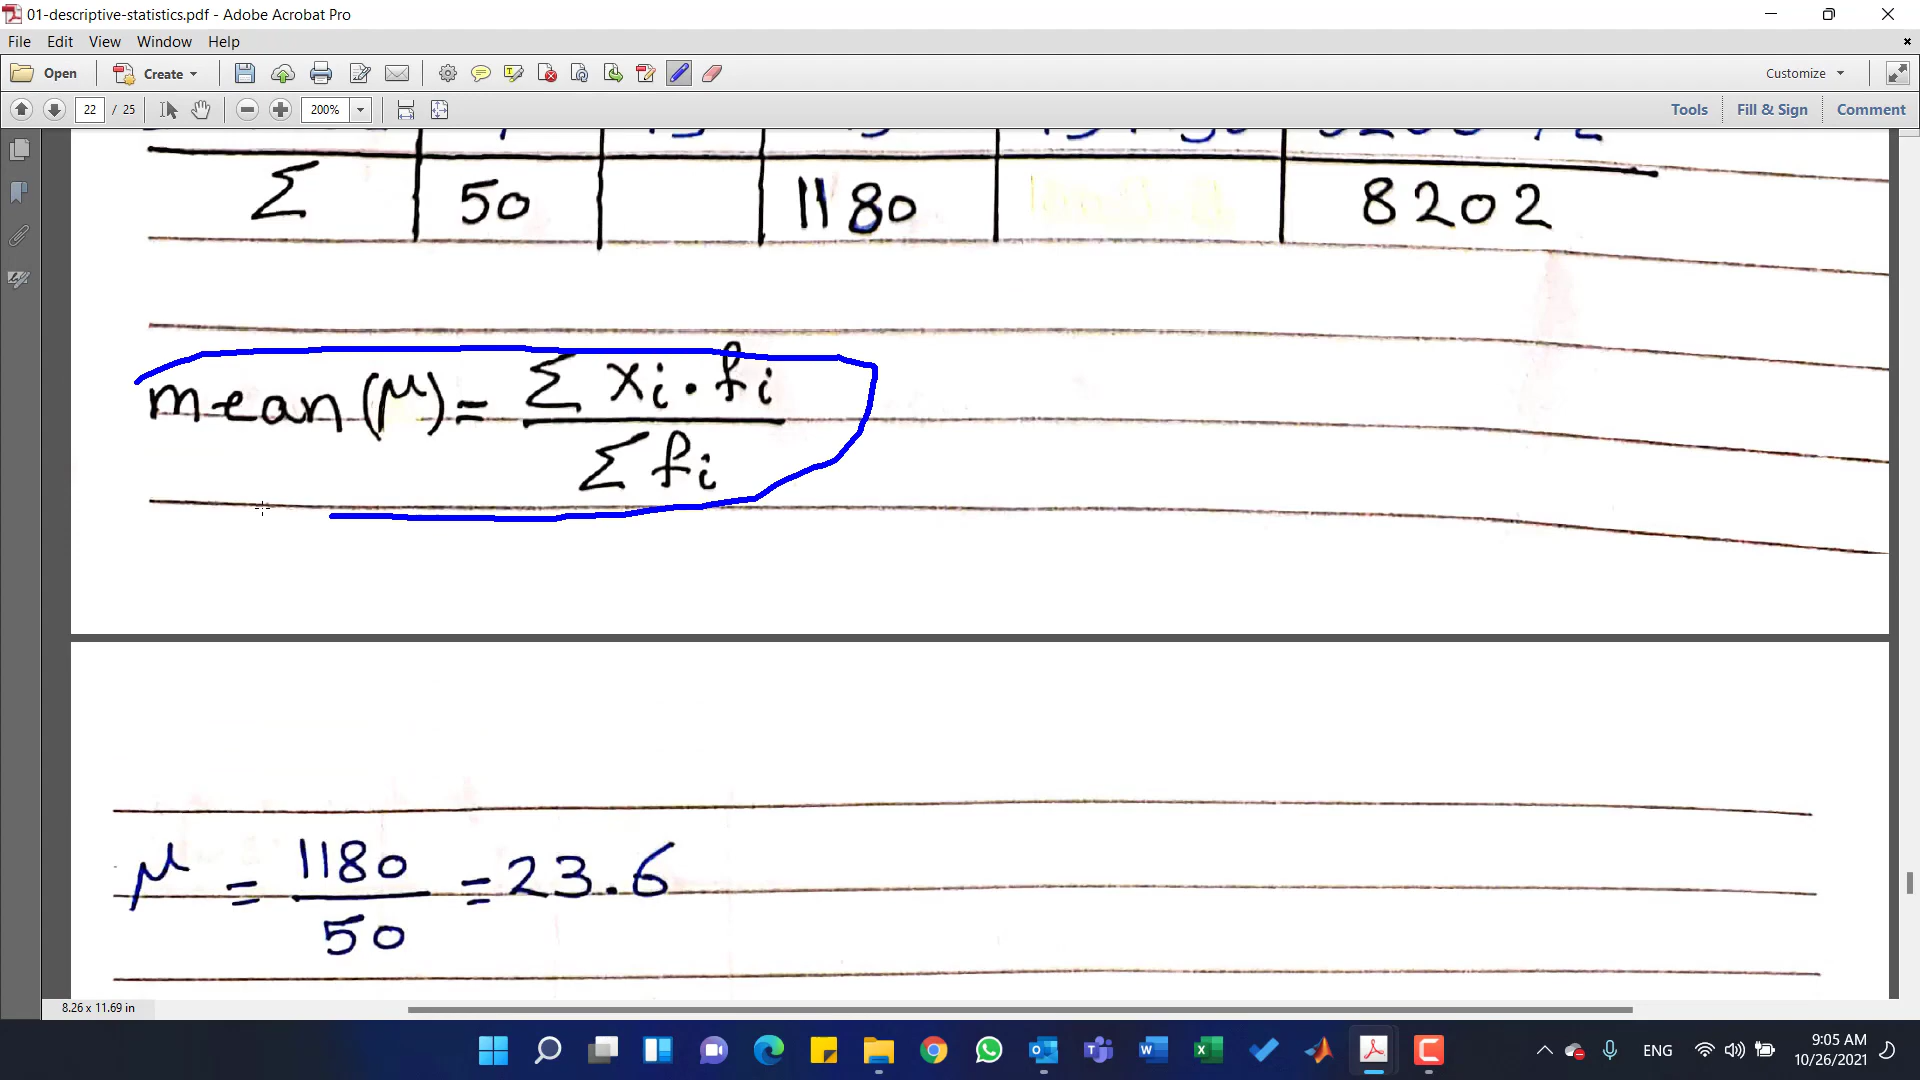 01-descriptive-statistics.pdf - Adobe Acrobat Pro
File Edit View Window Help
Open Create Customize
22 / 25 200% Tools Fill & Sign Comment
Σ 50 1180 8202
mean(μ) = Σ xi . fi
Σ fi
μ = 1180 = 23.6
50
8.26 x 11.69 in
ENG 9:05 AM
10/26/2021